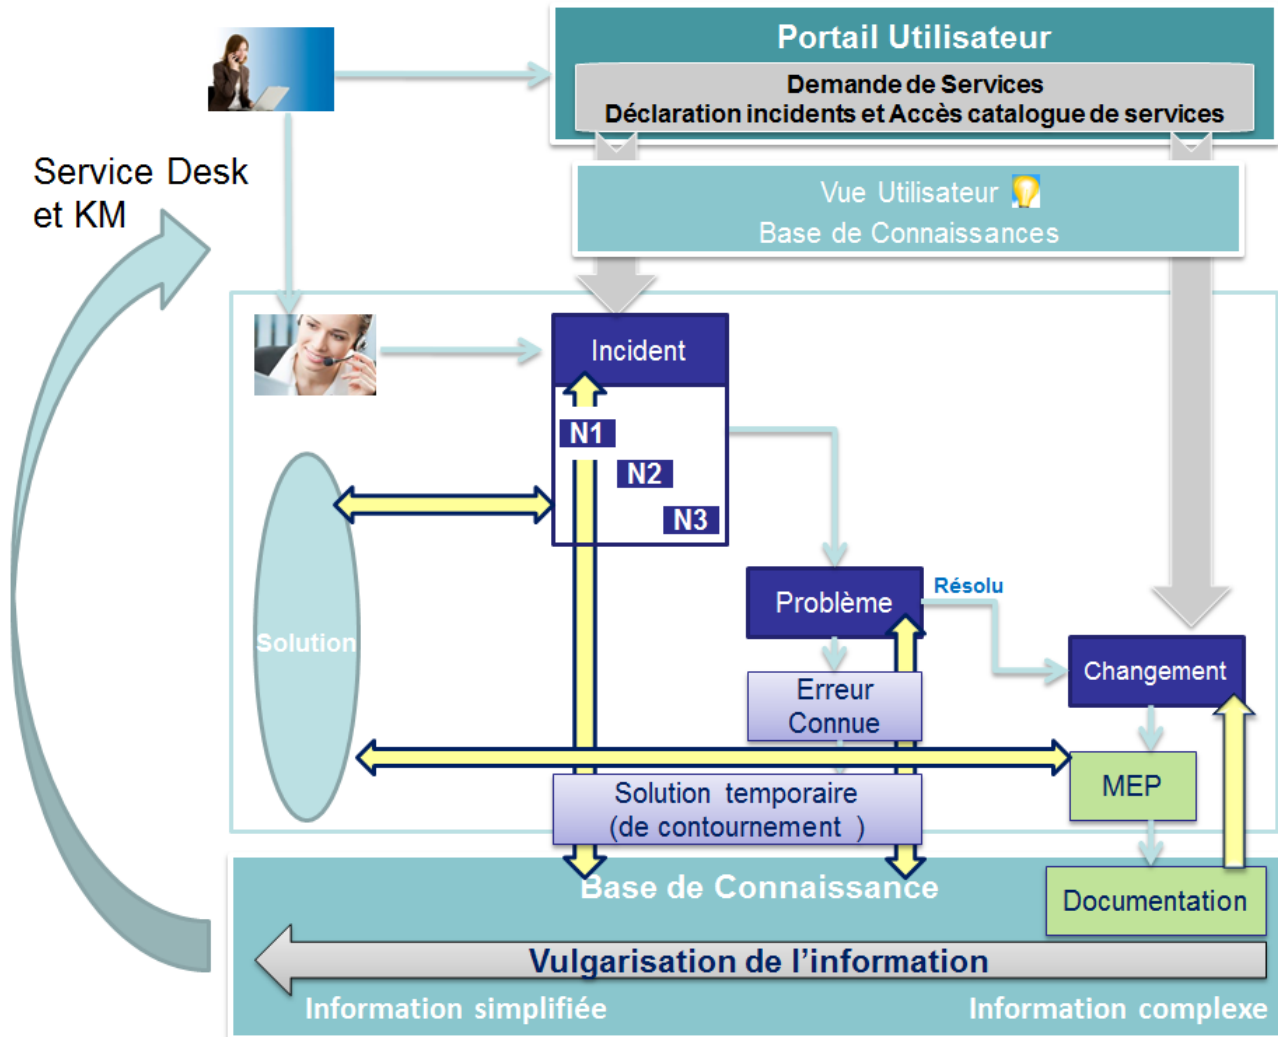 Portail Utilisateur
Demande de Services
Déclaration incidents et Accès catalogue de services
Service Desk
et KM
Vue Utilisateur
Base de Connaissances
Incident
N1
N2
N3
Solution
Problème
Résolu
Changement
Erreur
Connue
MEP
Solution temporaire
(de contournement )
Base de Connaissance
Documentation
Vulgarisation de l’information
Information simplifiée
Information complexe